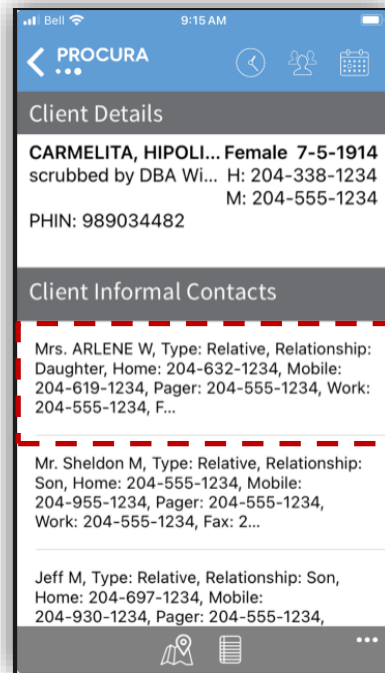 Bell 9:15 AM
PROCURA
Client Details
CARMELITA, HIPOLI... Female 7-5-1914
scrubbed by DBA Wi... H: 204-338-1234
M: 204-555-1234
PHIN: 989034482
Client Informal Contacts
Mrs. ARLENE W, Type: Relative, Relationship:
Daughter, Home: 204-632-1234, Mobile:
204-619-1234, Pager: 204-555-1234, Work:
204-555-1234, F...
Mr. Sheldon M, Type: Relative, Relationship:
Son, Home: 204-555-1234, Mobile:
204-955-1234, Pager: 204-555-1234,
Work: 204-555-1234, Fax: 2...
Jeff M, Type: Relative, Relationship: Son,
Home: 204-697-1234, Mobile:
204-930-1234, Pager: 204-555-1234,